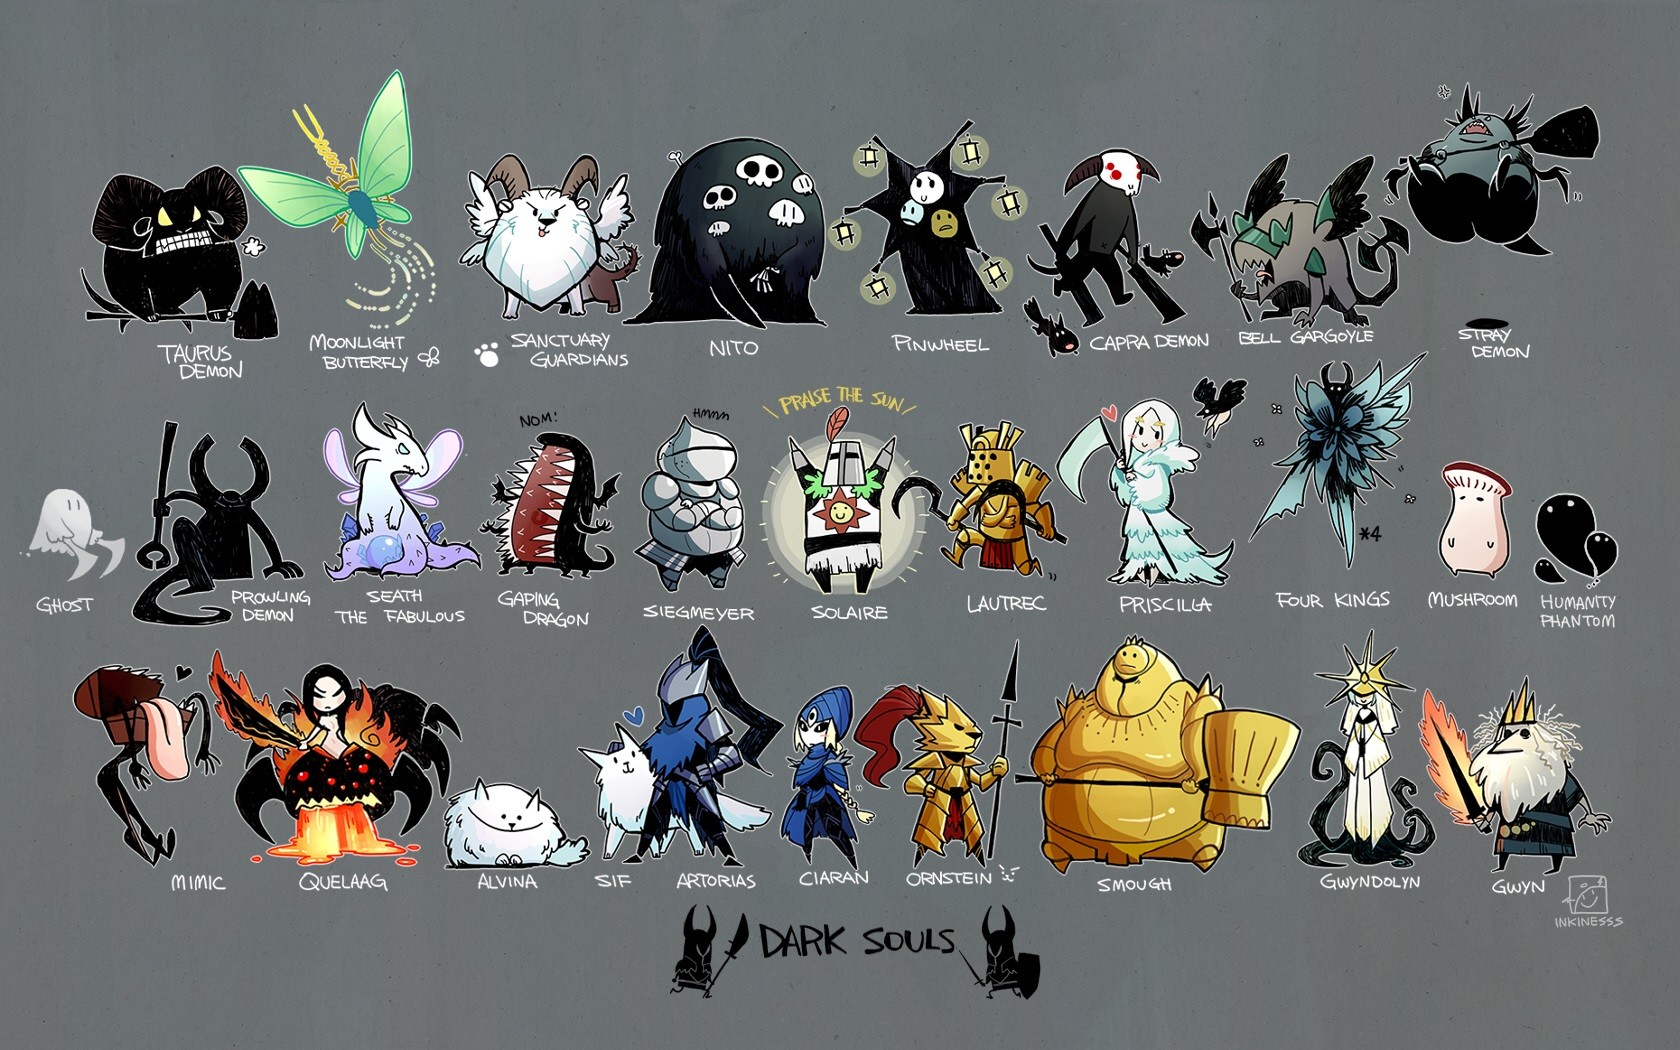 TAURUS
DEMON
MOONLIGHT
BUTTERFLY
SANCTUARY
GUARDIANS
NITO
PINWHEEL
CAPRA DEMON
BELL GARGOYLE
STRAY
DEMON
GHOST
PROWLING
DEMON
SEATH
THE FABULOUS
NOM!
GAPING
DRAGON
HMMM
SIEGMEYER
PRAISE THE SUN
SOLAIRE
LAUTREC
PRISCILLA
*4
FOUR KINGS
MUSHROOM
HUMANITY
PHANTOM
MIMIC
QUELAAG
ALVINA
SIF
ARTORIAS
CIARAN
ORNSTEIN
SMOUGH
GWYNDOLYN
GWYN
INKINESSS
DARK SOULS